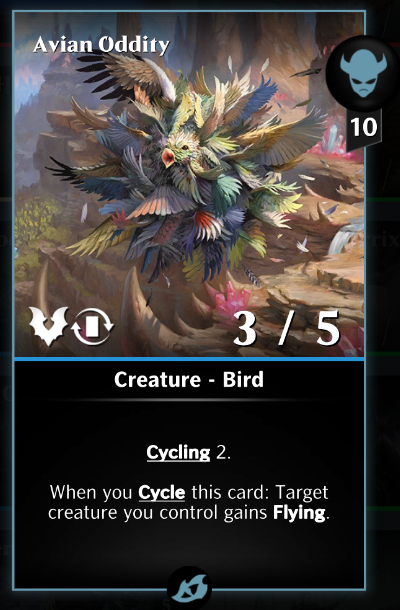 Avian Oddity
10
3 / 5
Creature - Bird
Cycling 2.
When you Cycle this card: Target
creature you control gains Flying.